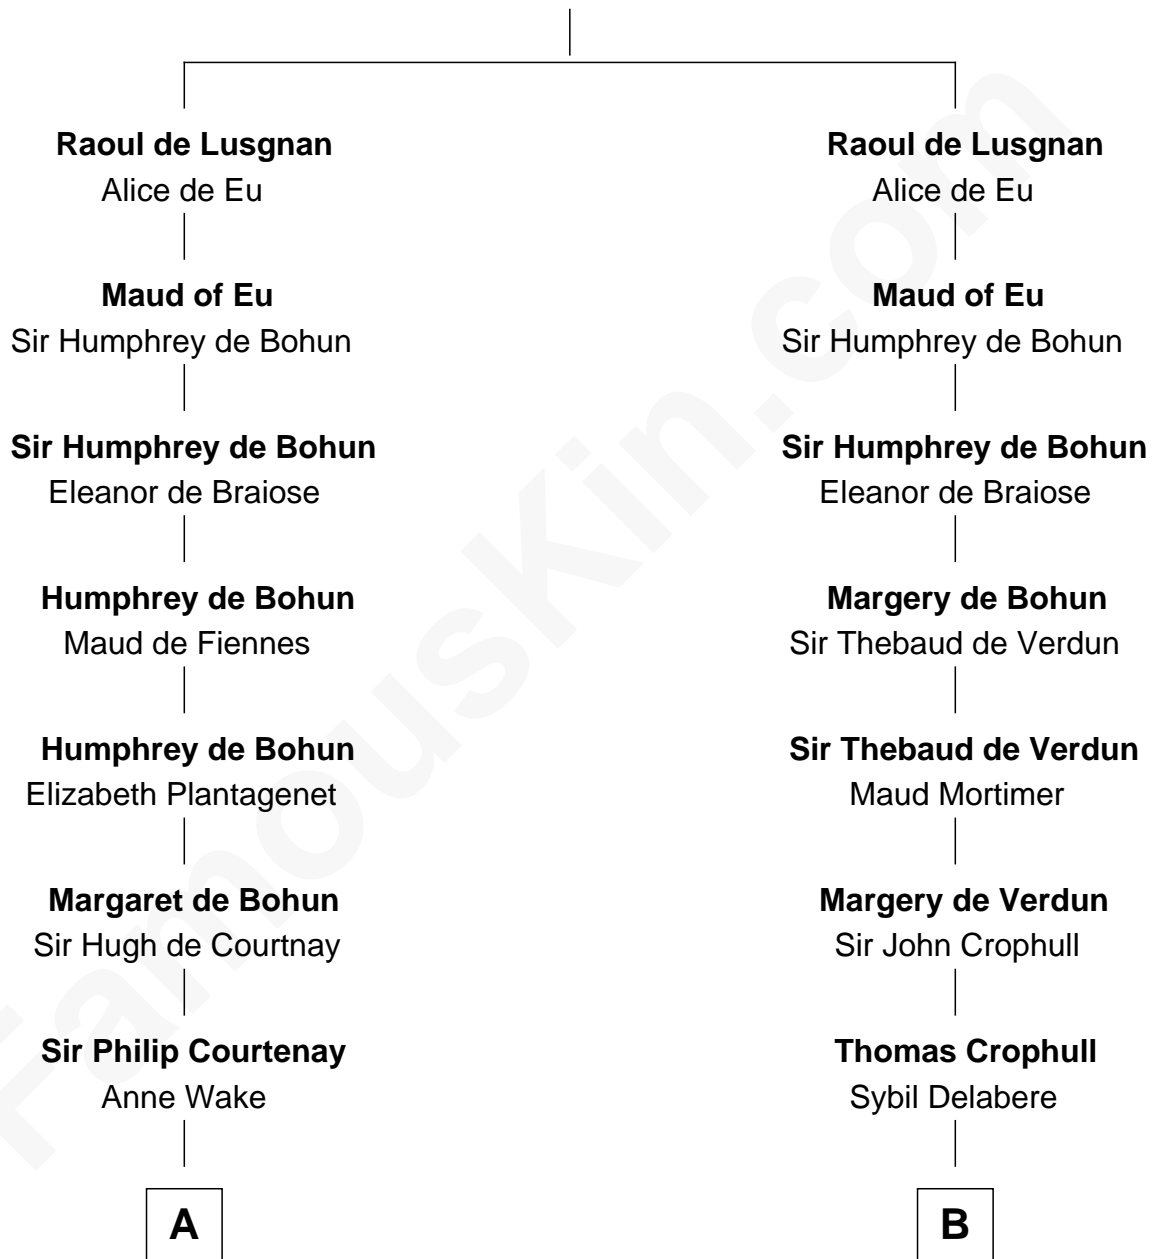 Raoul de Lusgnan
Alice de Eu
Maud of Eu
Sir Humphrey de Bohun
Sir Humphrey de Bohun
Eleanor de Braiose
Humphrey de Bohun
Maud de Fiennes
Humphrey de Bohun
Elizabeth Plantagenet
Margaret de Bohun
Sir Hugh de Courtnay
Sir Philip Courtenay
Anne Wake
A
Raoul de Lusgnan
Alice de Eu
Maud of Eu
Sir Humphrey de Bohun
Sir Humphrey de Bohun
Eleanor de Braiose
Margery de Bohun
Sir Thebaud de Verdun
Sir Thebaud de Verdun
Maud Mortimer
Margery de Verdun
Sir John Crophull
Thomas Crophull
Sybil Delabere
B
FamousKin.com